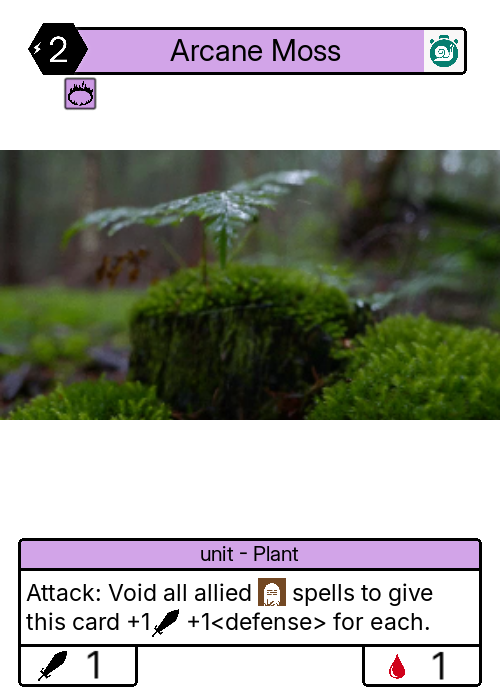 2
Arcane Moss
unit - Plant
Attack: Void all allied spells to give
this card +1 +1<defense> for each.
1
1